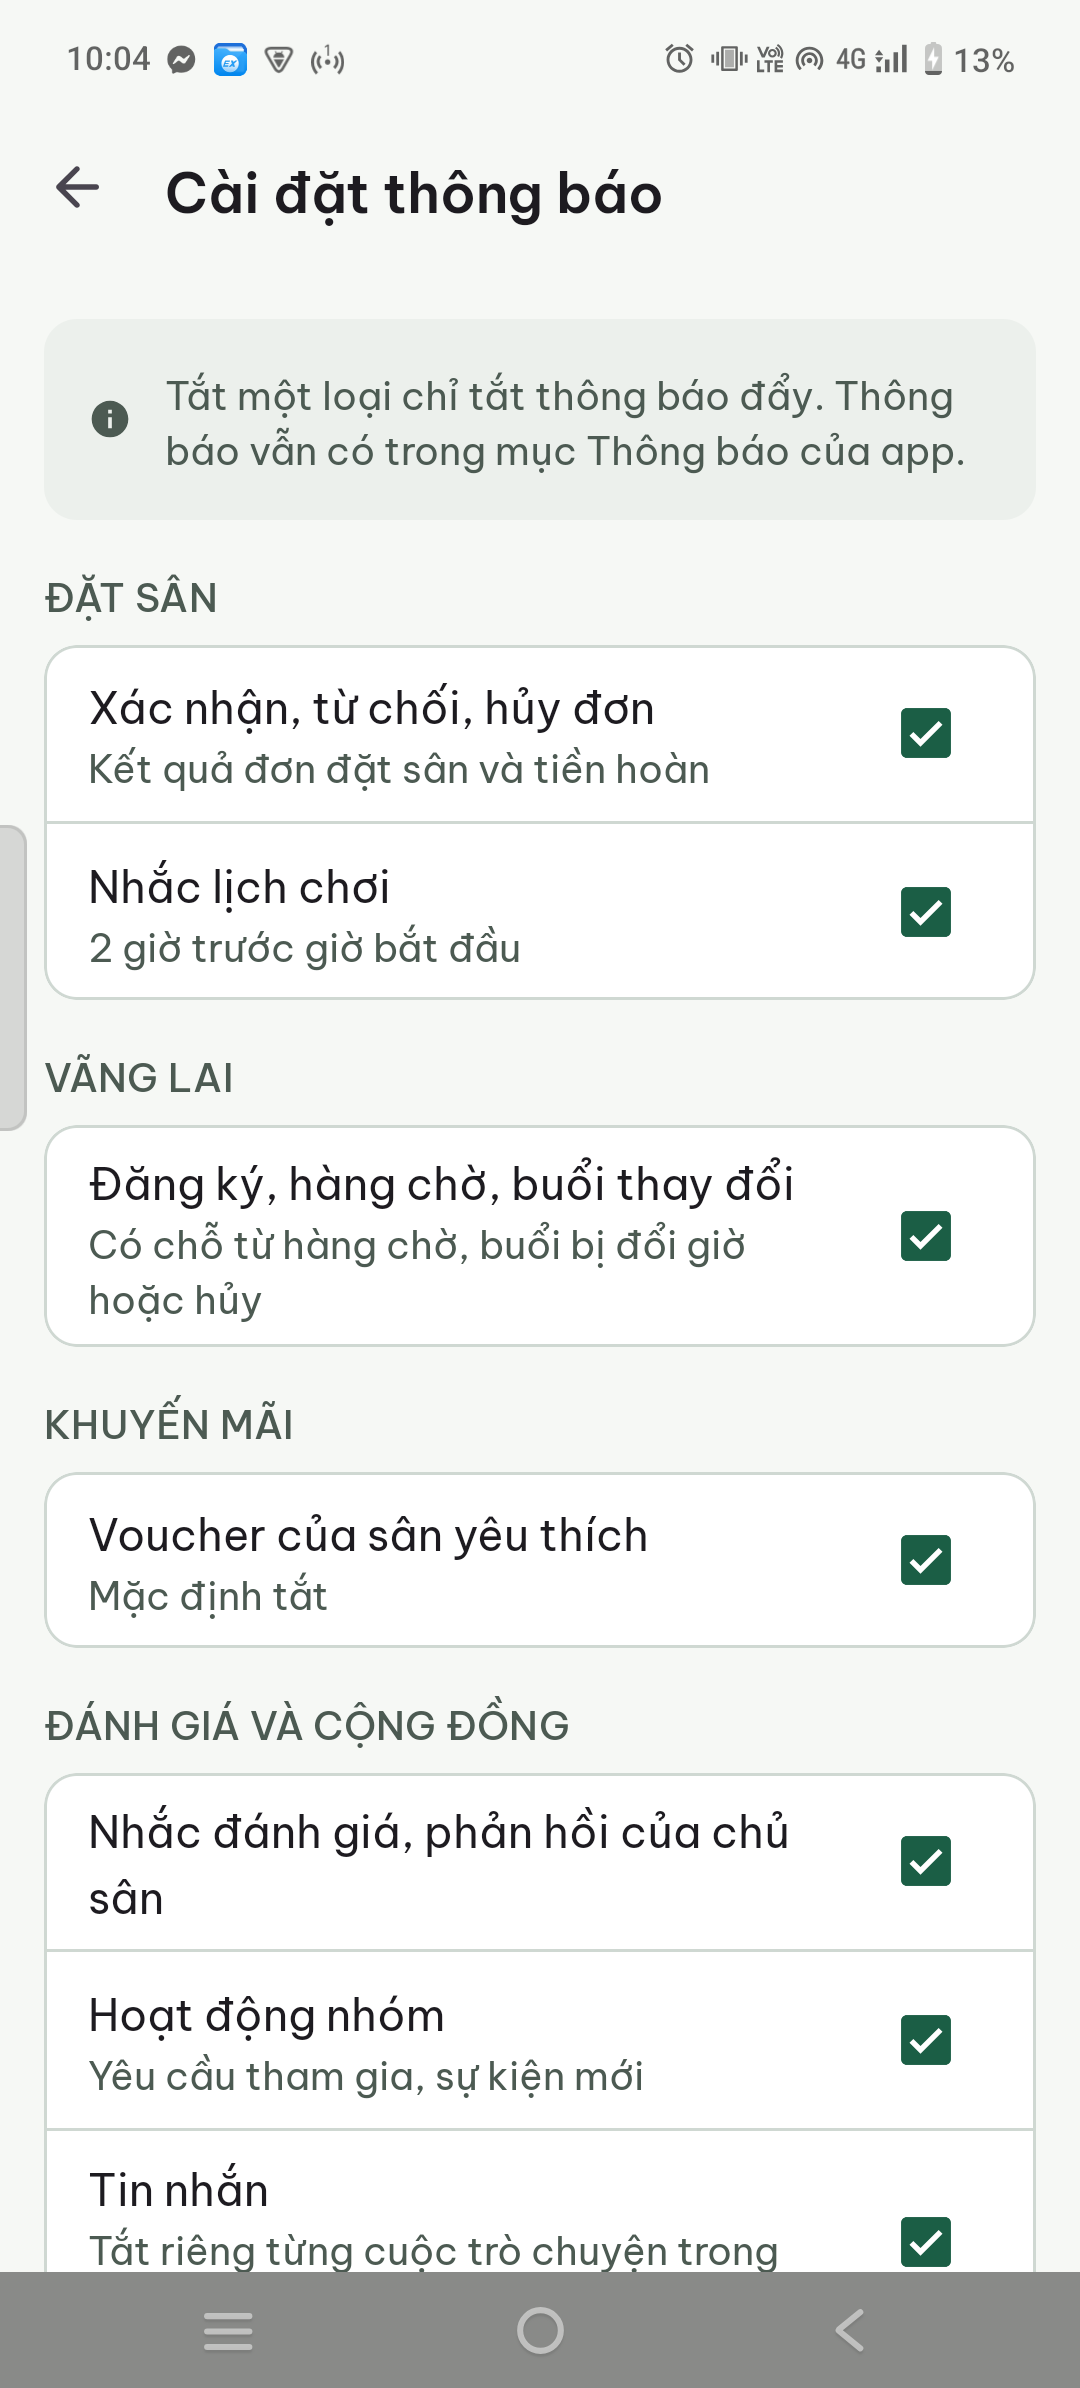 10:04
4G
13%
Cài đặt thông báo
Tắt một loại chỉ tắt thông báo đẩy. Thông
báo vẫn có trong mục Thông báo của app.
ĐẶT SÂN
Xác nhận, từ chối, hủy đơn
Kết quả đơn đặt sân và tiền hoàn
Nhắc lịch chơi
2 giờ trước giờ bắt đầu
VÃNG LAI
Đăng ký, hàng chờ, buổi thay đổi
Có chỗ từ hàng chờ, buổi bị đổi giờ
hoặc hủy
KHUYẾN MÃI
Voucher của sân yêu thích
Mặc định tắt
ĐÁNH GIÁ VÀ CỘNG ĐỒNG
Nhắc đánh giá, phản hồi của chủ
sân
Hoạt động nhóm
Yêu cầu tham gia, sự kiện mới
Tin nhắn
Tắt riêng từng cuộc trò chuyện trong